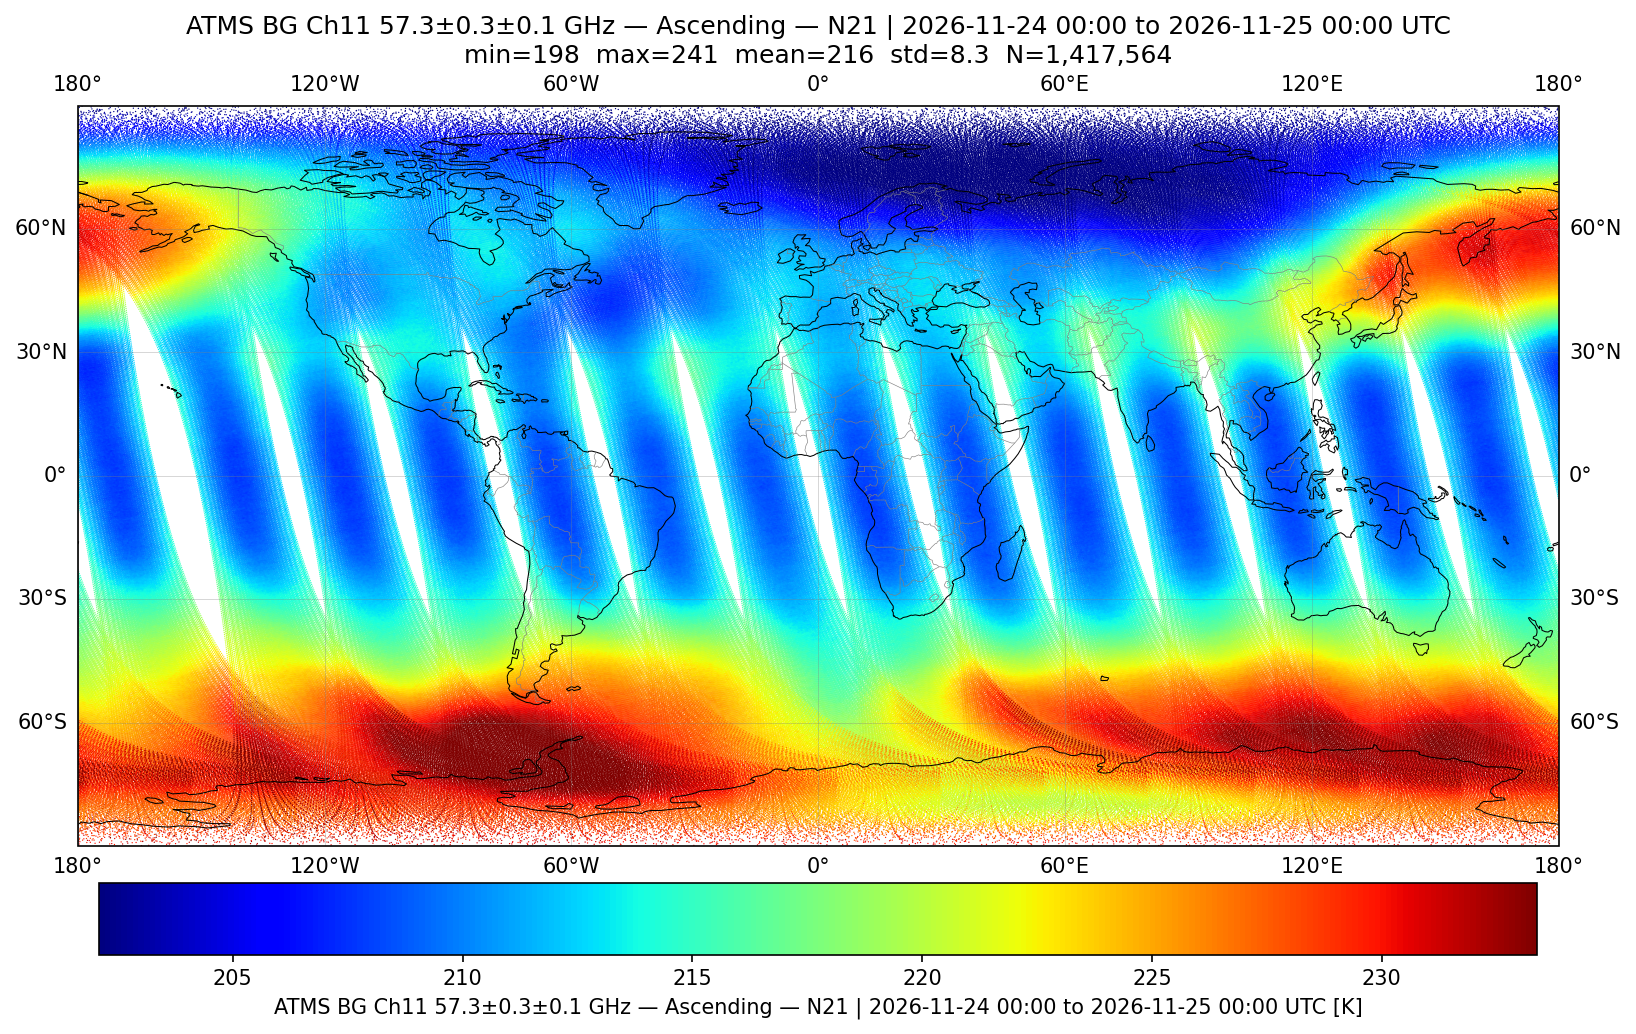 ATMS BG Ch11 57.3±0.3±0.1 GHz — Ascending — N21 | 2026-11-24 00:00 to 2026-11-25 00:00 UTC
min=198 max=241 mean=216 std=8.3 N=1,417,564
180° 120°W 60°W 0° 60°E 120°E 180°
60°N 60°N
30°N 30°N
0° 0°
30°S 30°S
60°S 60°S
180° 120°W 60°W 0° 60°E 120°E 180°
205 210 215 220 225 230
ATMS BG Ch11 57.3±0.3±0.1 GHz — Ascending — N21 | 2026-11-24 00:00 to 2026-11-25 00:00 UTC [K]